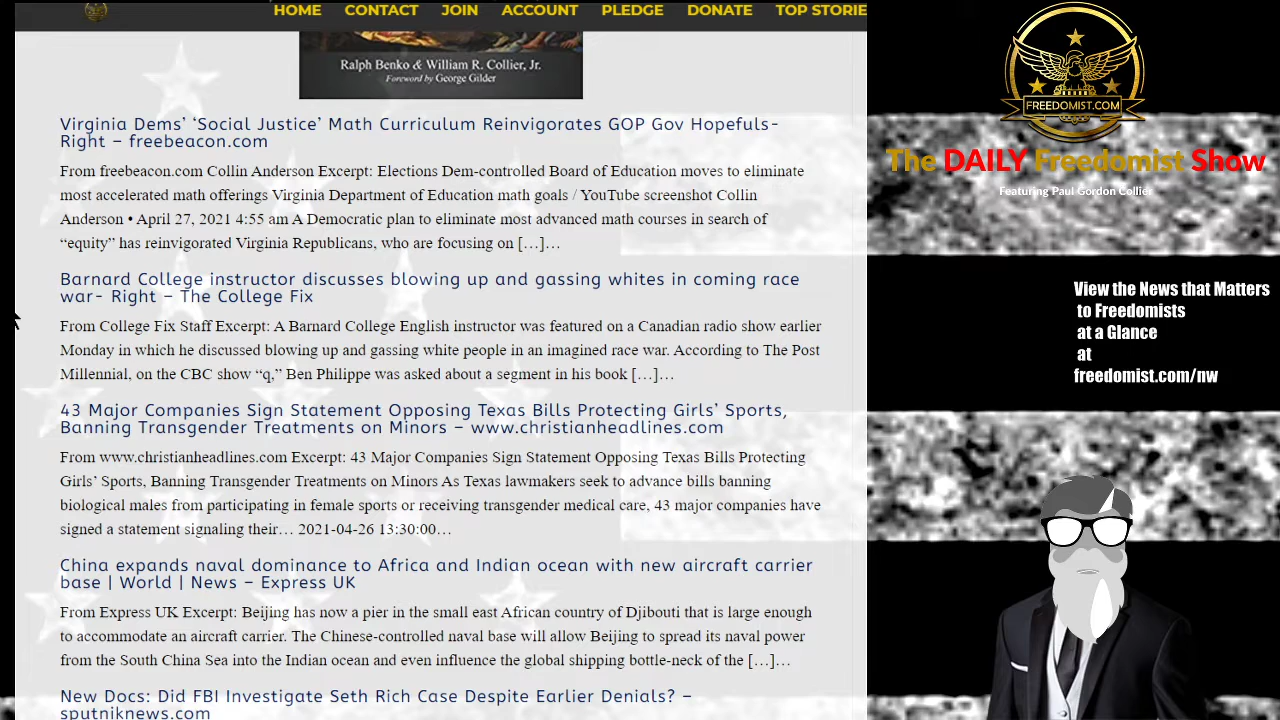 HOME CONTACT JOIN ACCOUNT PLEDGE DONATE TOP STORIE
Ralph Benko & William R. Collier, Jr.
Foreword by George Gilder
Virginia Dems’ ‘Social Justice’ Math Curriculum Reinvigorates GOP Gov Hopefuls-
Right – freebeacon.com
From freebeacon.com Collin Anderson Excerpt: Election Dem-controlled Board of Education moves to eliminate
most accelerated math offerings Virginia Department of Education math goals / YouTube screenshot Collin
Anderson • April 27, 2021 4:55 am A Democratic plan to eliminate most advanced math courses in search of
“equity” has reinvigorated Virginia Republicans, who are focusing on […]…
Barnard College instructor discusses blowing up and gassing whites in coming race
war- Right – The College Fix
From College Fix Staff Excerpt: A Barnard College English instructor was featured on a Canadian radio show earlier
Monday in which he discussed blowing up and gassing white people in an imagined race war. According to The Post
Millennial, on the CBC show “q,” Ben Philippe was asked about a segment in his book […]…
43 Major Companies Sign Statement Opposing Texas Bills Protecting Girls’ Sports,
Banning Transgender Treatments on Minors – www.christianheadlines.com
From www.christianheadlines.com Excerpt: 43 Major Companies Sign Statement Opposing Texas Bills Protecting
Girls’ Sports, Banning Transgender Treatments on Minors As Texas lawmakers seek to advance bills banning
biological males from participating in female sports or receiving transgender medical care, 43 major companies have
signed a statement signaling their… 2021-04-26 13:30:00…
China expands naval dominance to Africa and Indian ocean with new aircraft carrier
base | World | News – Express UK
From Express UK Excerpt: Beijing has now a pier in the small east African country of Djibouti that is large enough
to accommodate an aircraft carrier. The Chinese-controlled naval base will allow Beijing to spread its naval power
from the South China Sea into the Indian ocean and even influence the global shipping bottle-neck of the […]…
New Docs: Did FBI Investigate Seth Rich Case Despite Earlier Denials? –
sputniknews.com
FREEDOMIST.COM
The DAILY Freedomist Show
Featuring Paul Gordon Collier
View the News that Matters
to Freedomists
at a Glance
at
freedomist.com/nw